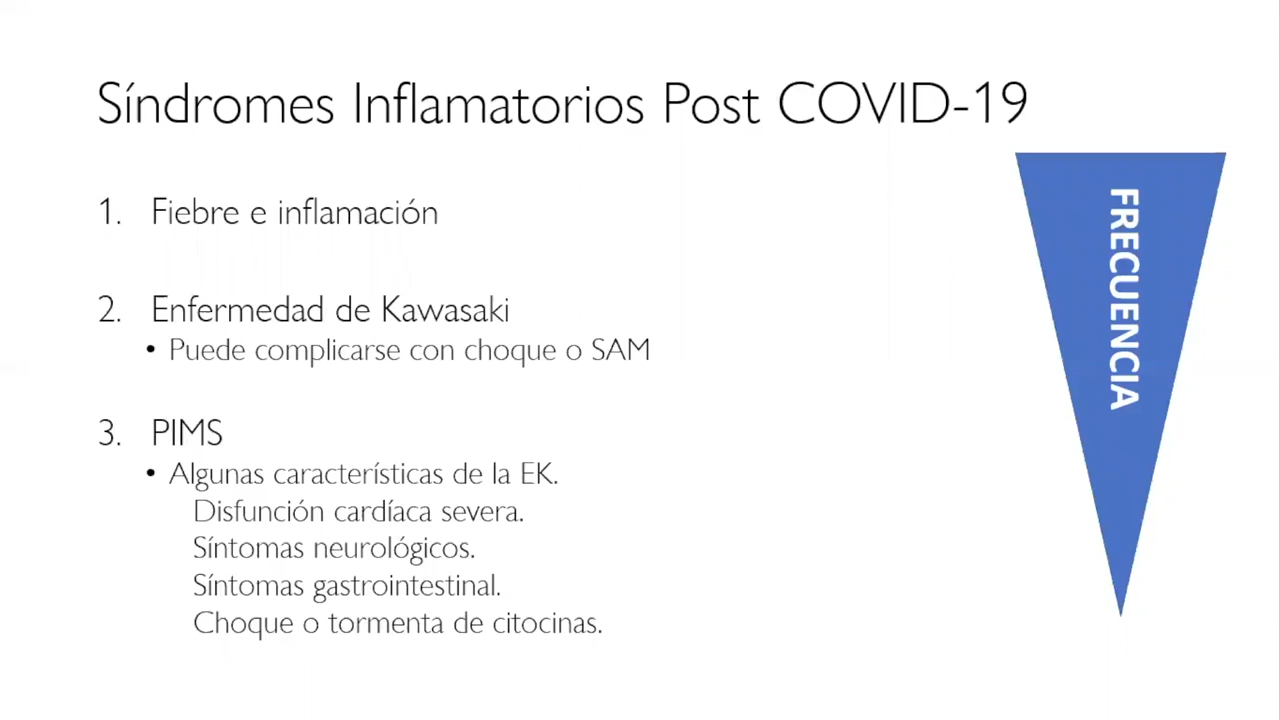 Síndromes Inflamatorios Post COVID-19
1. Fiebre e inflamación
2. Enfermedad de Kawasaki
• Puede complicarse con choque o SAM
3. PIMS
• Algunas características de la EK.
Disfunción cardíaca severa.
Síntomas neurológicos.
Síntomas gastrointestinal.
Choque o tormenta de citocinas.
FRECUENCIA